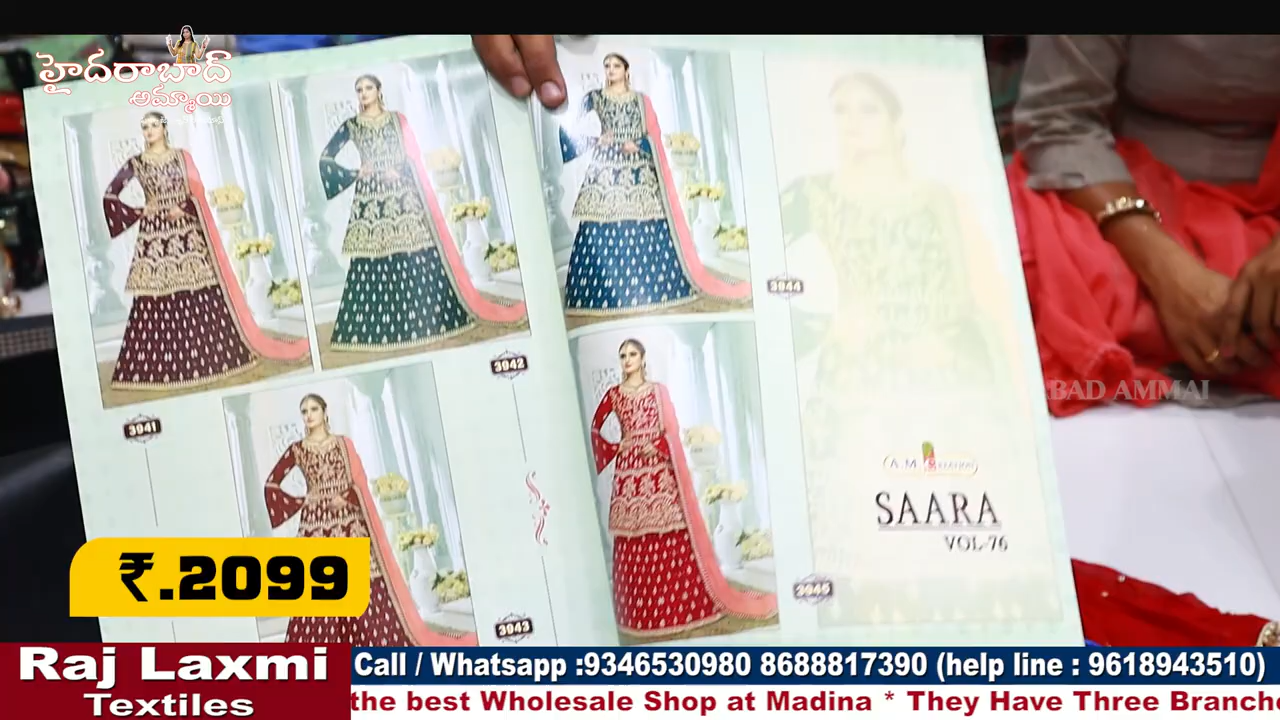 హైదరాబాద్
అమ్మాయి
3944
3942
3941
BAD AMMAI
A.M. CREATION
SAARA
VOL-76
3945
₹.2099
3943
Raj Laxmi
Textiles
Call / Whatsapp :9346530980 8688817390 (help line : 9618943510)
the best Wholesale Shop at Madina * They Have Three Branche